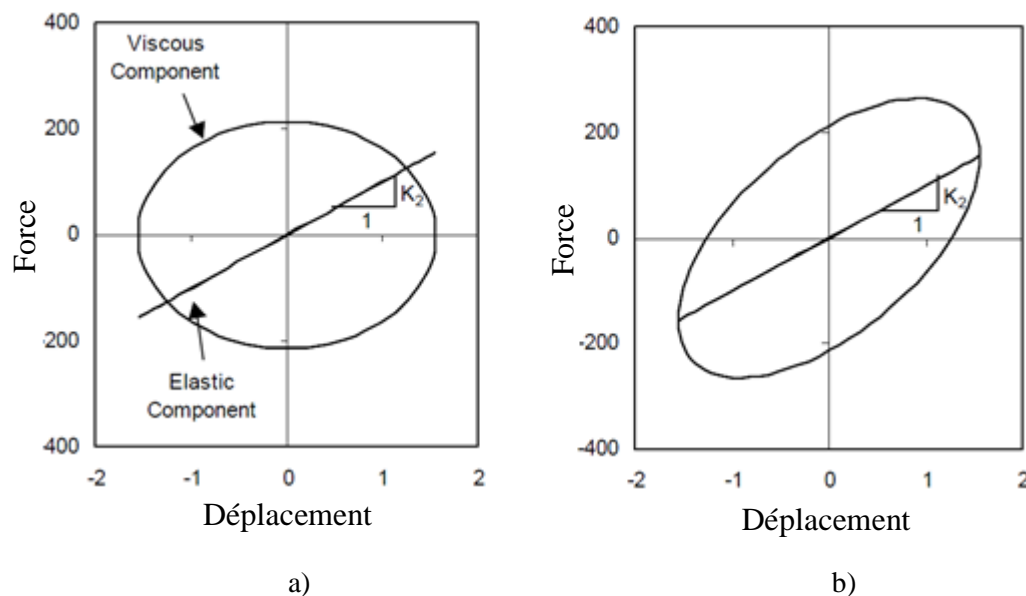 400
200
0
-200
-400
-2
-1
0
1
2
Force
Déplacement
Viscous
Component
Elastic
Component
K2
1
a)
400
200
0
-200
-400
-2
-1
0
1
2
Force
Déplacement
K2
1
b)